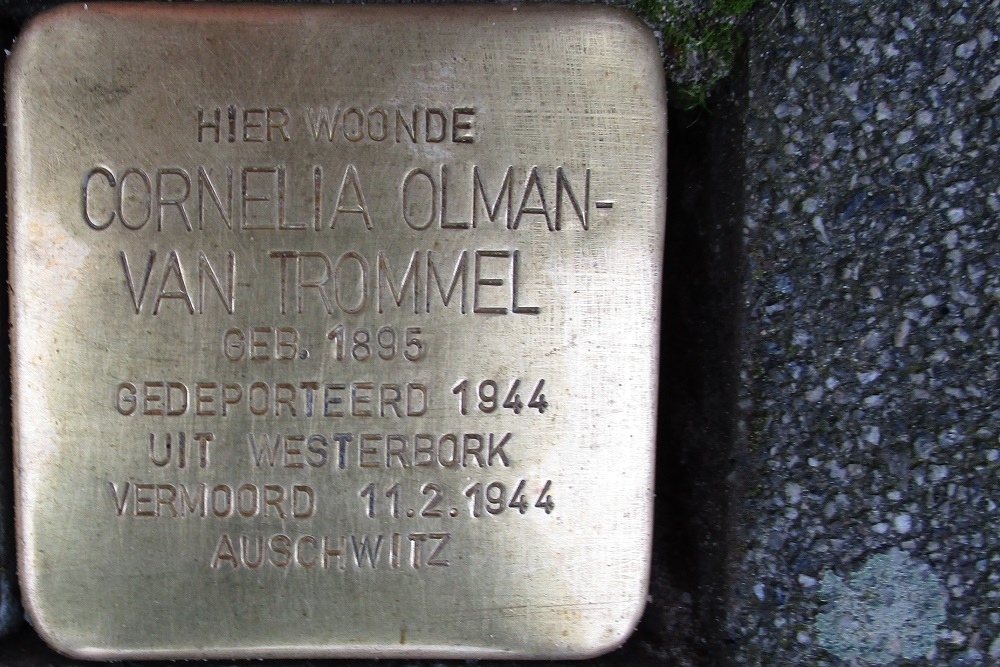 HIER WOONDE
CORNELIA OLMAN-
VAN TROMMEL
GEB. 1895
GEDEPORTEERD 1944
UIT WESTERBORK
VERMOORD 11.2.1944
AUSCHWITZ